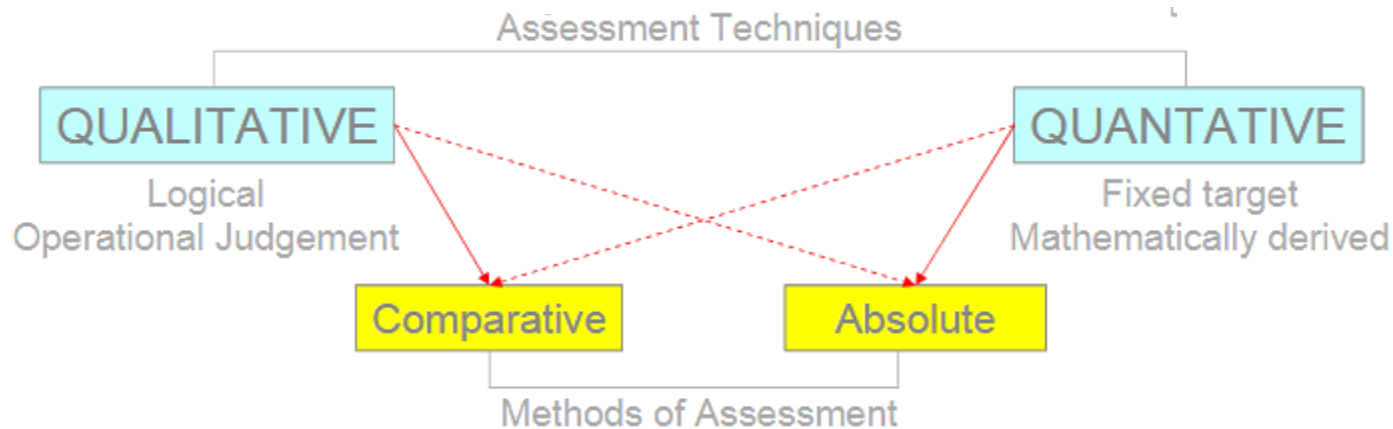 Assessment Techniques
QUALITATIVE
QUANTATIVE
Logical
Operational Judgement
Fixed target
Mathematically derived
Comparative
Absolute
Methods of Assessment